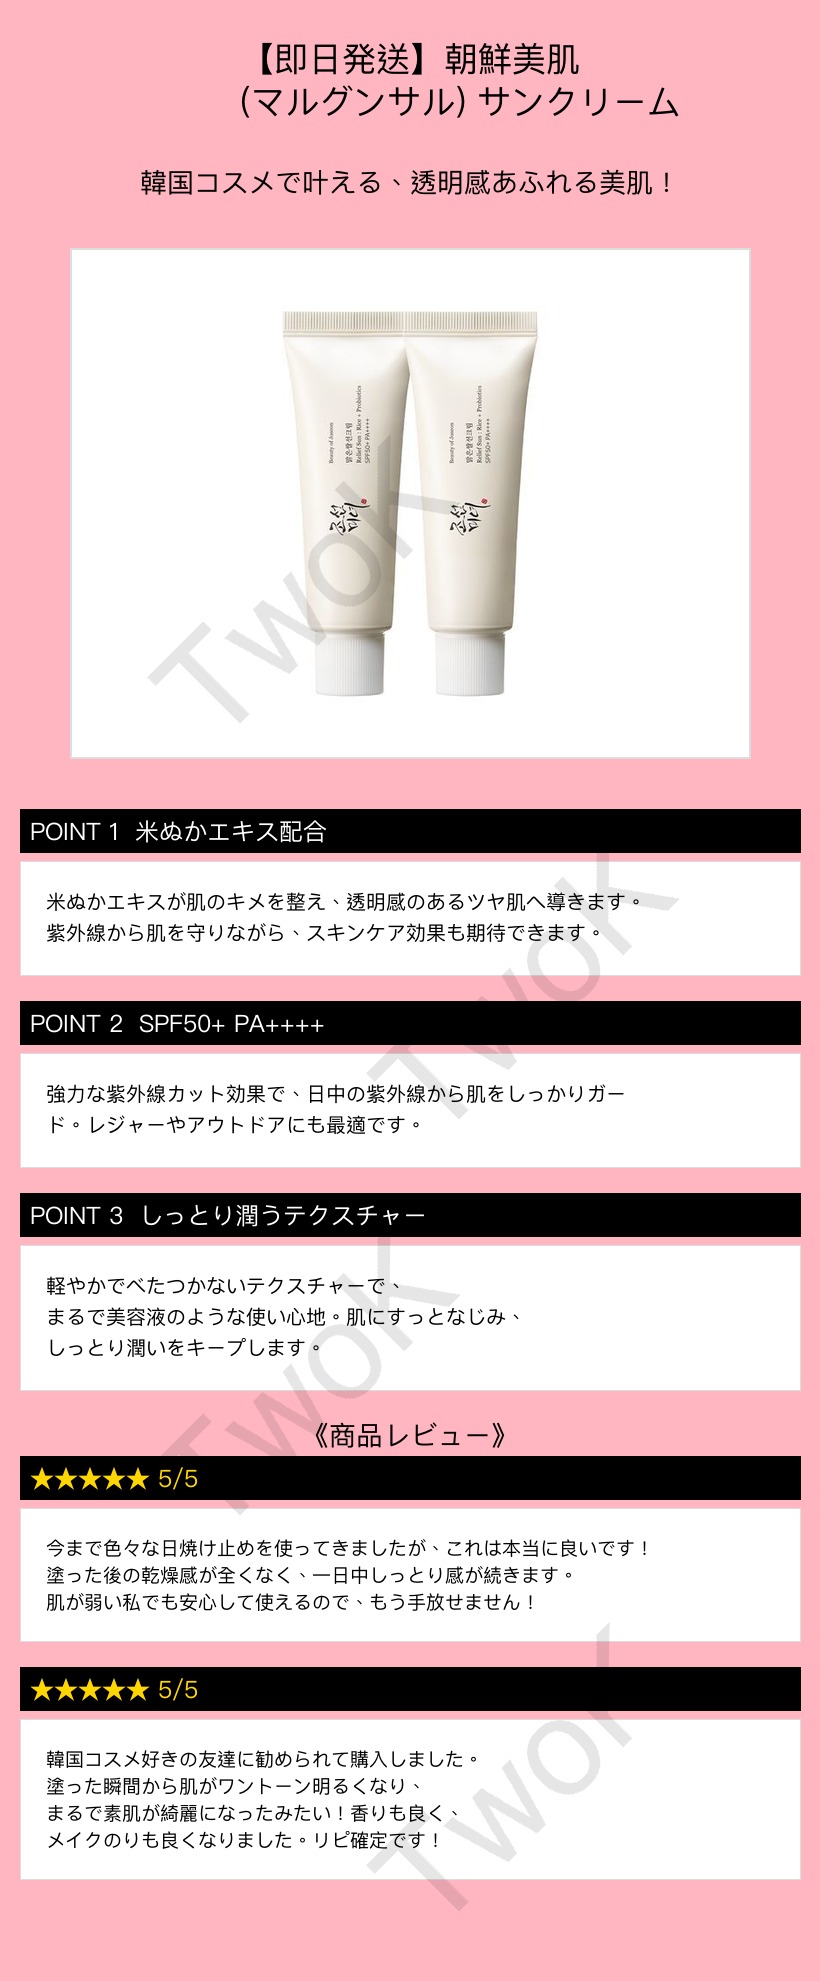 【即日発送】朝鮮美肌
(マルグンサル) サンクリーム
韓国コスメで叶える、透明感あふれる美肌！
Beauty of Joseon
맑은쌀선크림
Relief Sun : Rice + Probiotics
SPF50+ PA++++
조선
미녀
Beauty of Joseon
맑은쌀선크림
Relief Sun : Rice + Probiotics
SPF50+ PA++++
조선
미녀
TwoK
POINT 1 米ぬかエキス配合
米ぬかエキスが肌のキメを整え、透明感のあるツヤ肌へ導きます。
紫外線から肌を守りながら、スキンケア効果も期待できます。
TwoK
POINT 2 SPF50+ PA++++
強力な紫外線カット効果で、日中の紫外線から肌をしっかりガー
ド。レジャーやアウトドアにも最適です。
POINT 3 しっとり潤うテクスチャー
軽やかでべたつかないテクスチャーで、
まるで美容液のような使い心地。肌にすっとなじみ、
しっとり潤いをキープします。
TwoK
《商品レビュー》
★★★★★ 5/5
今まで色々な日焼け止めを使ってきましたが、これは本当に良いです！
塗った後の乾燥感が全くなく、一日中しっとり感が続きます。
肌が弱い私でも安心して使えるので、もう手放せません！
★★★★★ 5/5
韓国コスメ好きの友達に勧められて購入しました。
塗った瞬間から肌がワントーン明るくなり、
まるで素肌が綺麗になったみたい！香りも良く、
メイクのりも良くなりました。リピ確定です！
TwoK